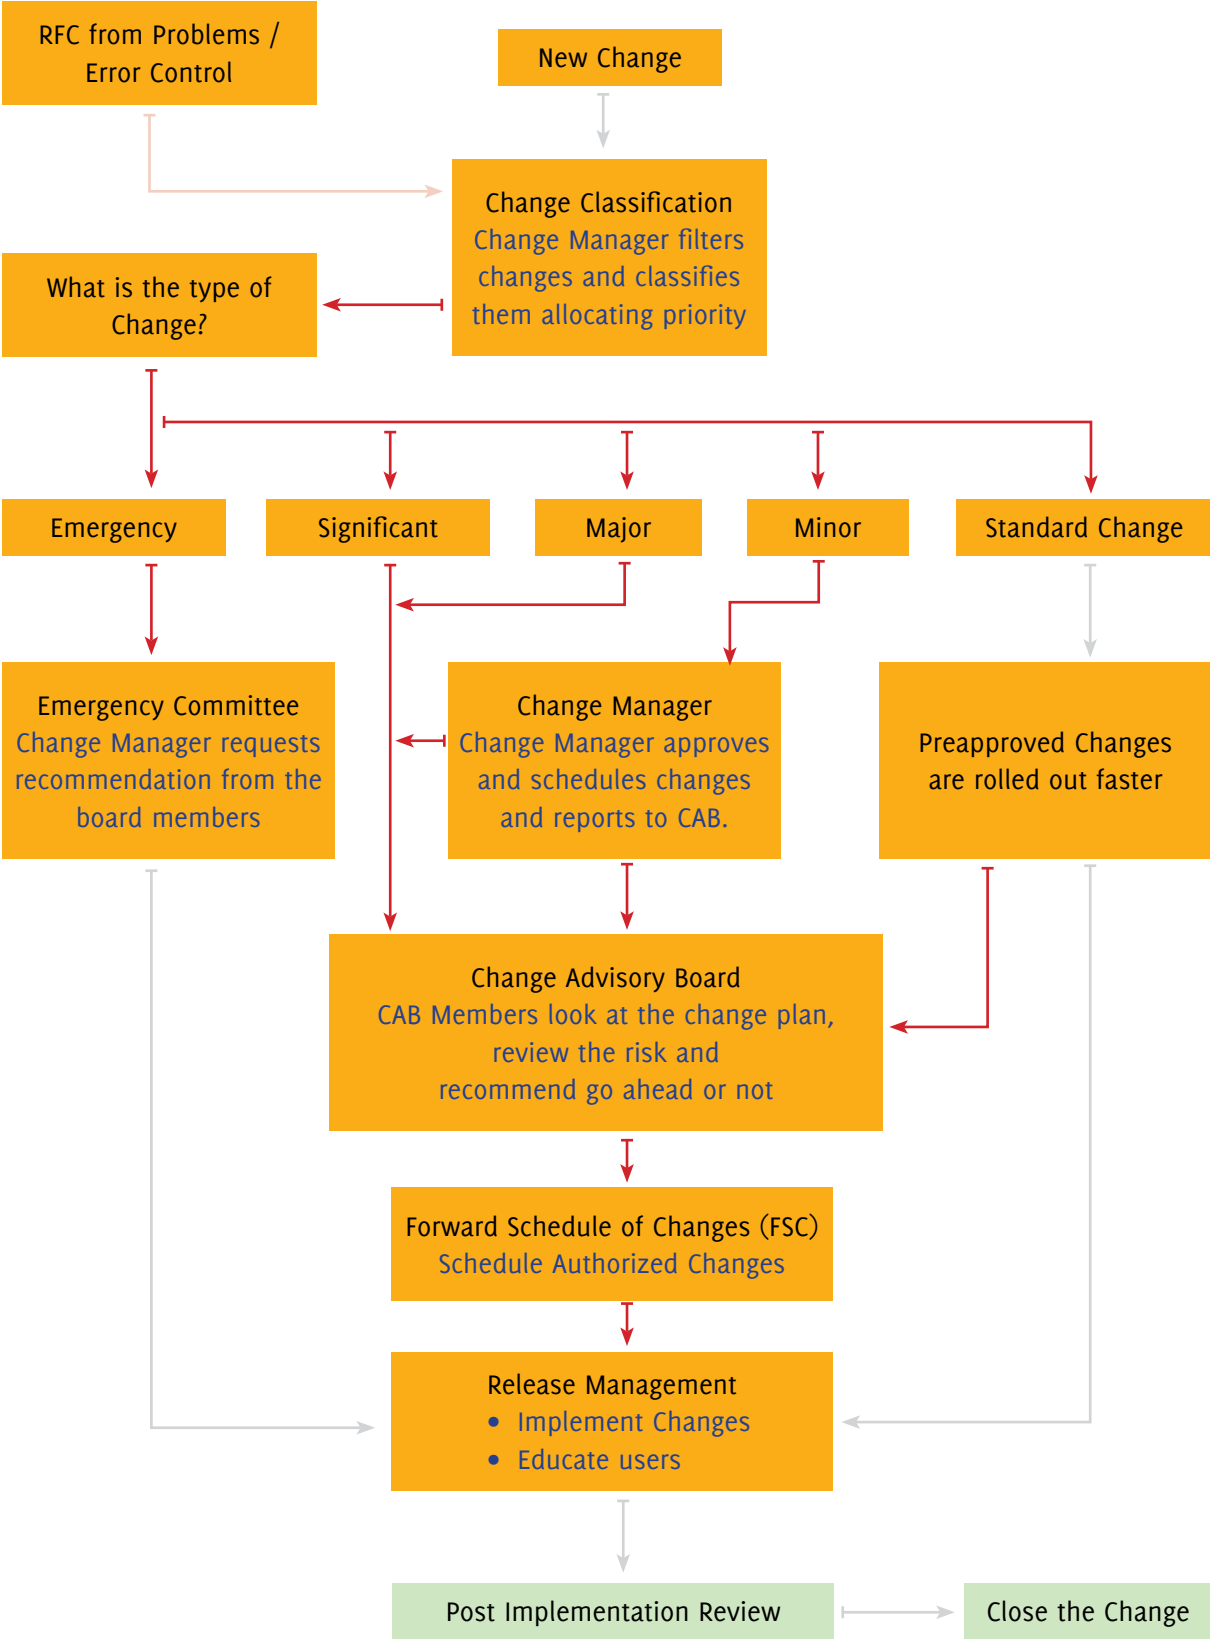 RFC from Problems /
Error Control
New Change
Change Classification
Change Manager filters
changes and classifies
them allocating priority
What is the type of
Change?
Emergency
Significant
Major
Minor
Standard Change
Emergency Committee
Change Manager requests
recommendation from the
board members
Change Manager
Change Manager approves
and schedules changes
and reports to CAB.
Preapproved Changes
are rolled out faster
Change Advisory Board
CAB Members look at the change plan,
review the risk and
recommend go ahead or not
Forward Schedule of Changes (FSC)
Schedule Authorized Changes
Release Management
• Implement Changes
• Educate users
Post Implementation Review
Close the Change